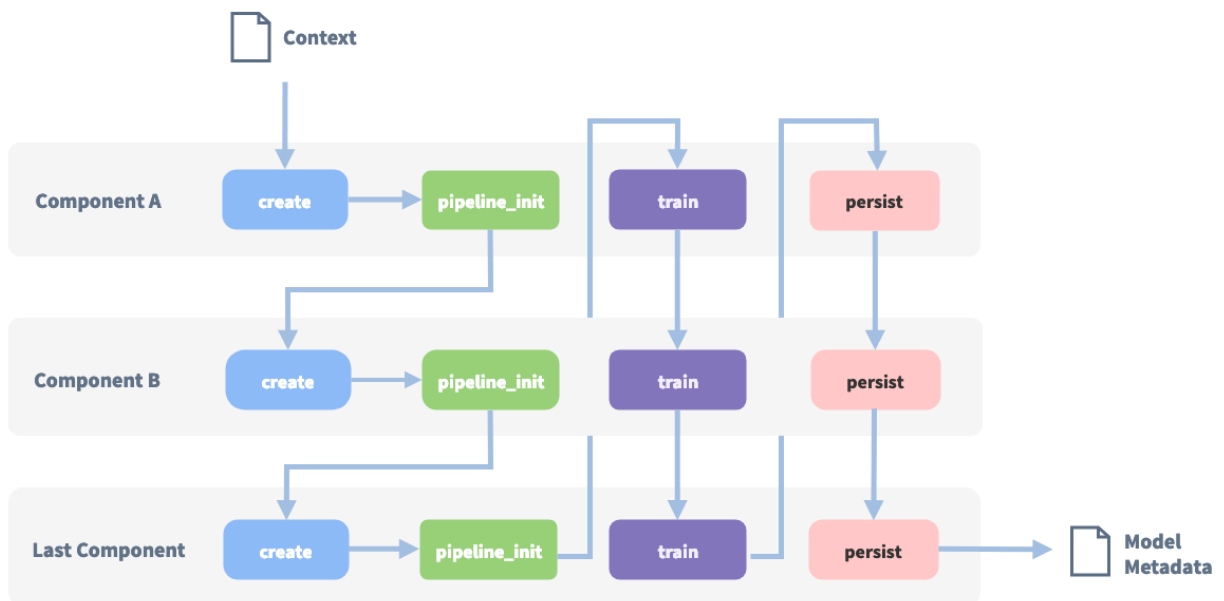 Context
Component A
create
pipeline_init
train
persist
Component B
create
pipeline_init
train
persist
Last Component
create
pipeline_init
train
persist
Model
Metadata